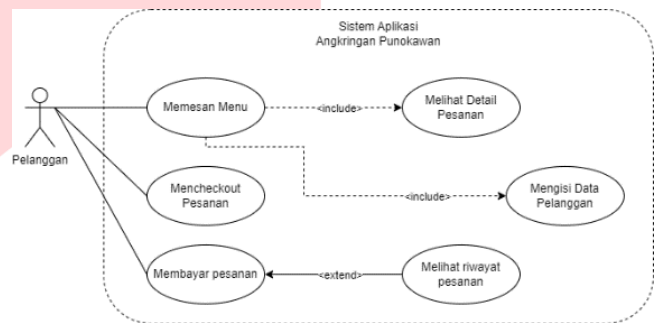 Sistem Aplikasi
Angkringan Punokawan
Memesan Menu
<include>
Melihat Detail
Pesanan
Pelanggan
Mencheckout
Pesanan
<include>
Mengisi Data
Pelanggan
Membayar pesanan
<extend>
Melihat riwayat
pesanan